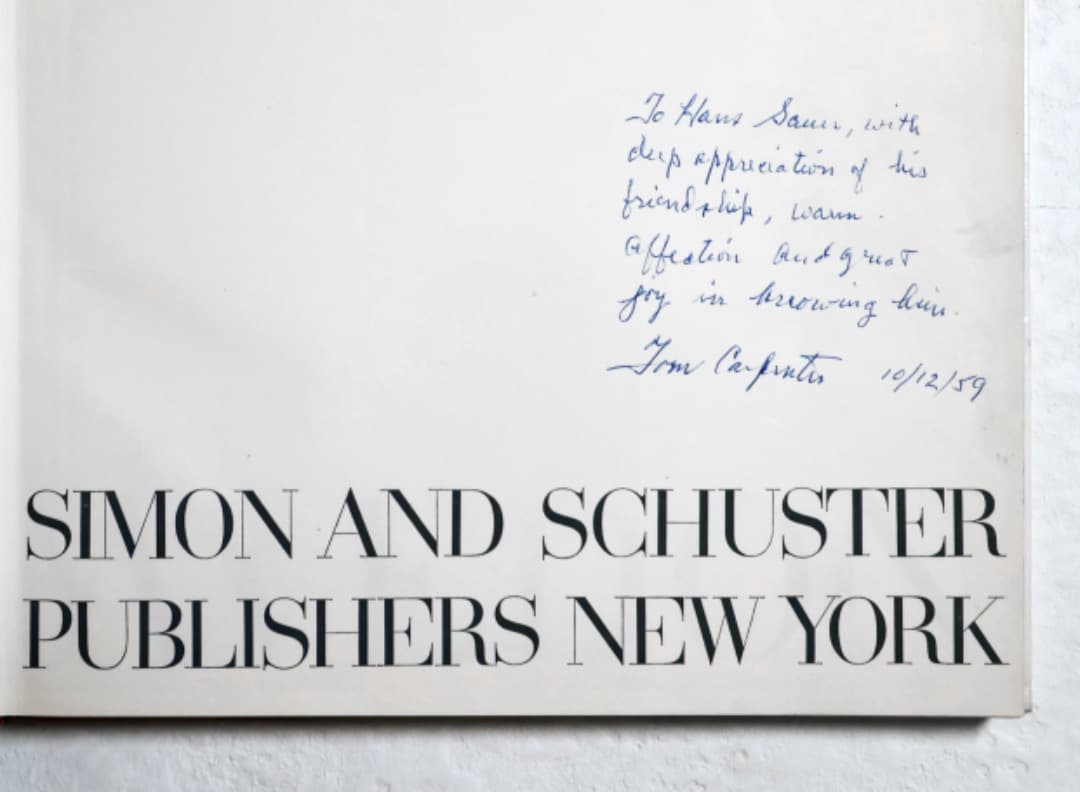 To Hans Sauer, with
deep appreciation of his
friendship, warm
affection and great
joy in knowing him.
Tom Carpenter 10/12/59
SIMON AND SCHUSTER
PUBLISHERS NEW YORK